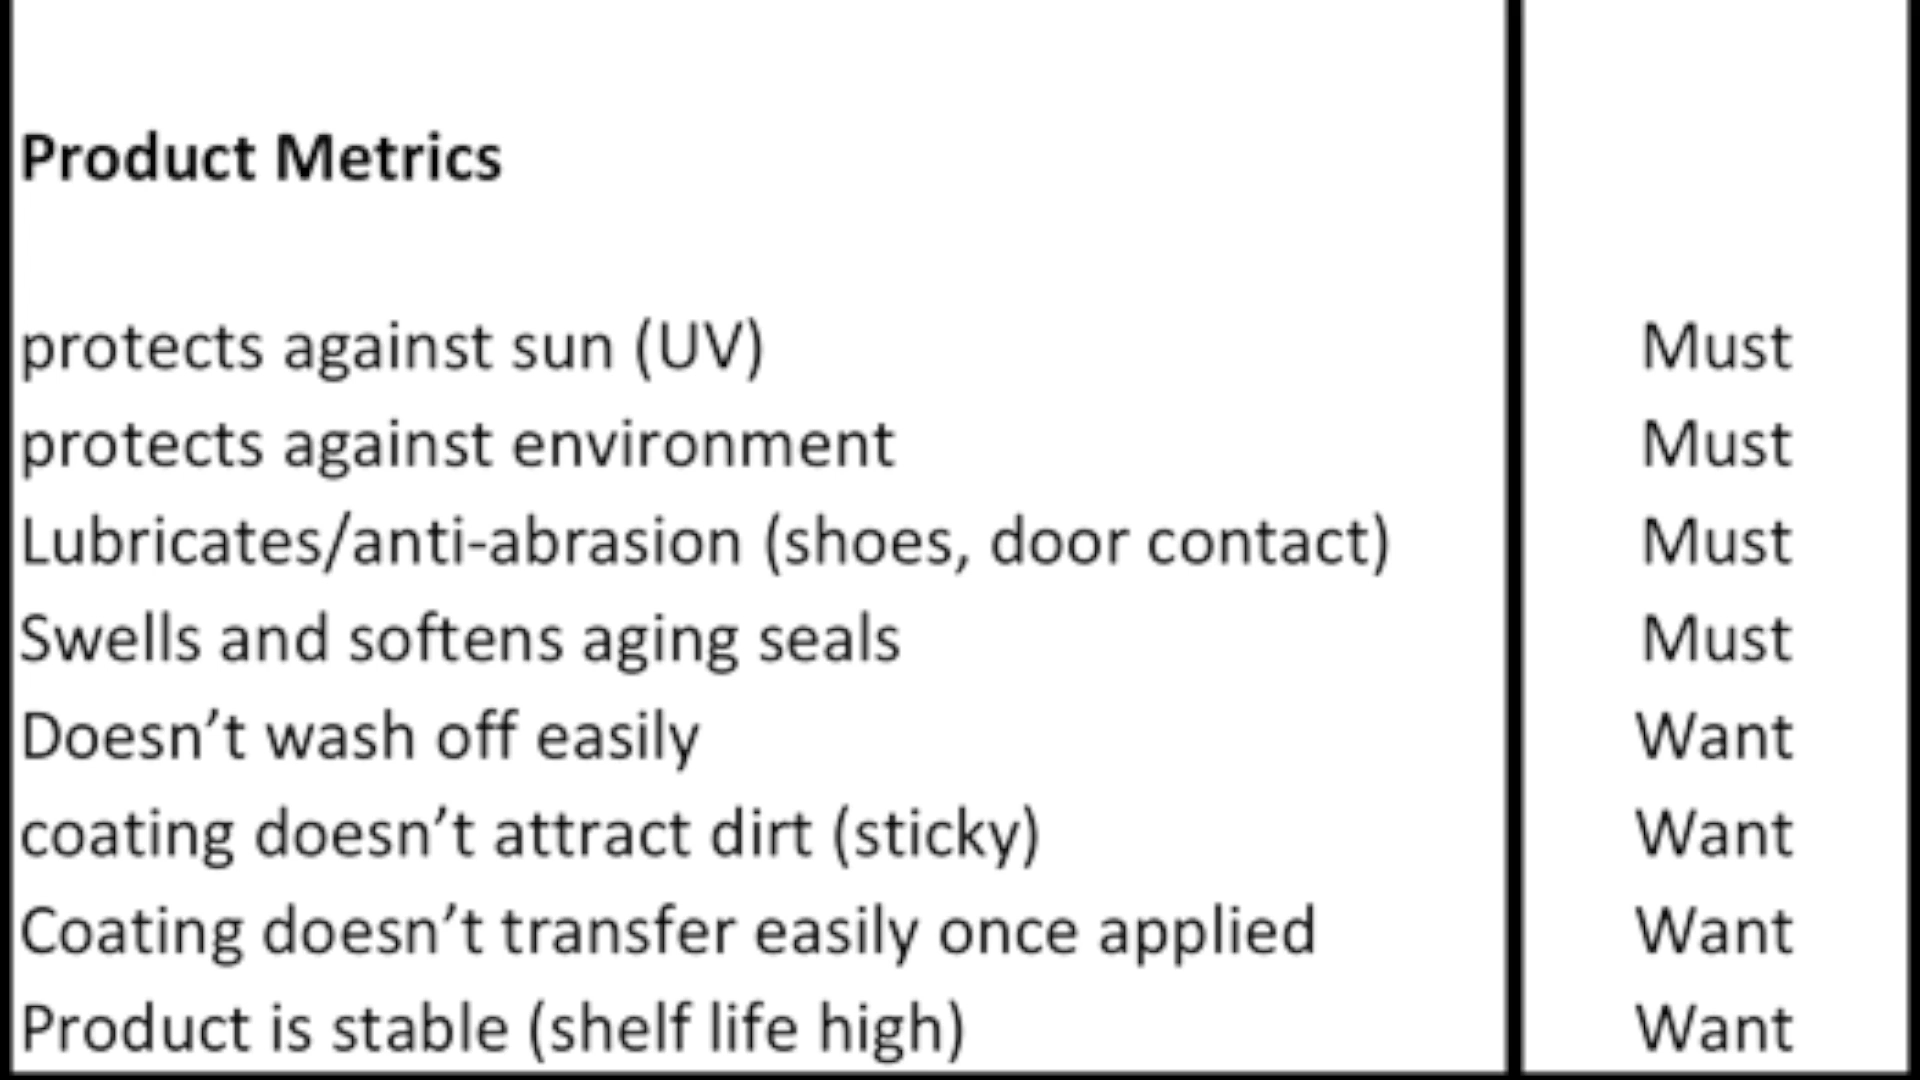 Product Metrics
protects against sun (UV) Must
protects against environment Must
Lubricates/anti-abrasion (shoes, door contact) Must
Swells and softens aging seals Must
Doesn’t wash off easily Want
coating doesn’t attract dirt (sticky) Want
Coating doesn’t transfer easily once applied Want
Product is stable (shelf life high) Want